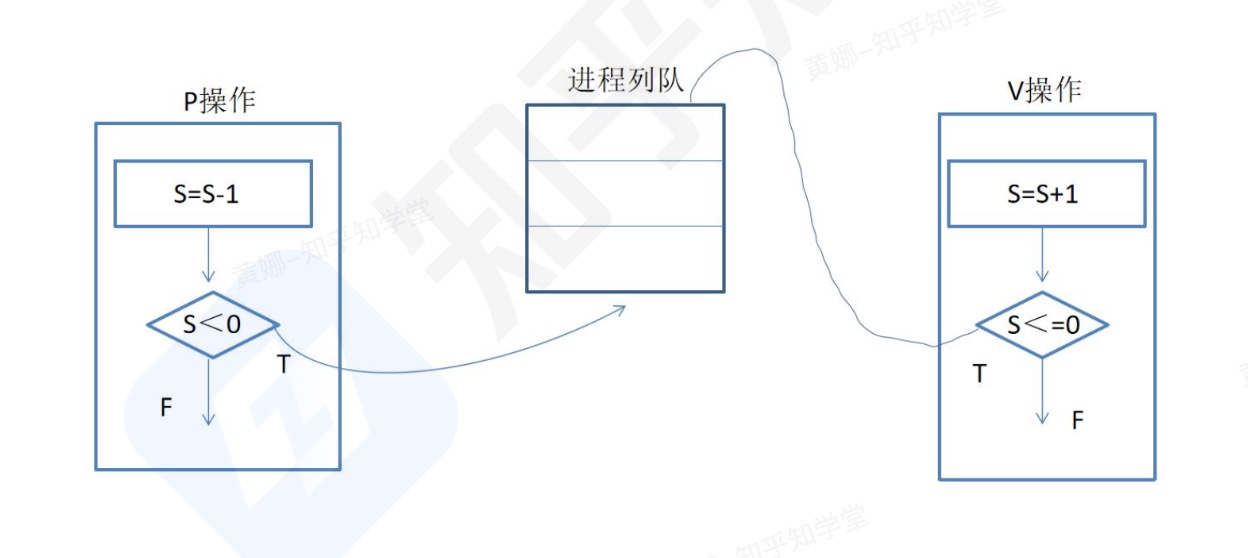 黄娜-知乎知学堂
进程列队
P操作
V操作
S=S-1
S=S+1
黄娜-知乎知学堂
S<0
S<=0
T
T
F
F
知乎知学堂